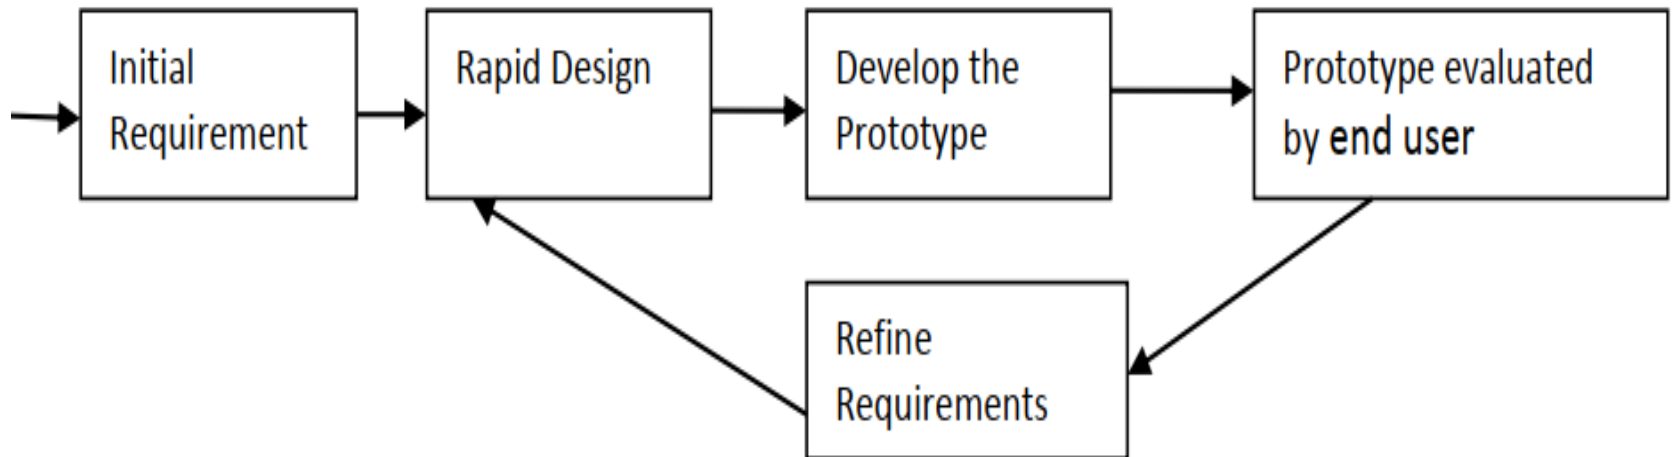 Initial
Requirement
Rapid Design
Develop the
Prototype
Prototype evaluated
by end user
Refine
Requirements